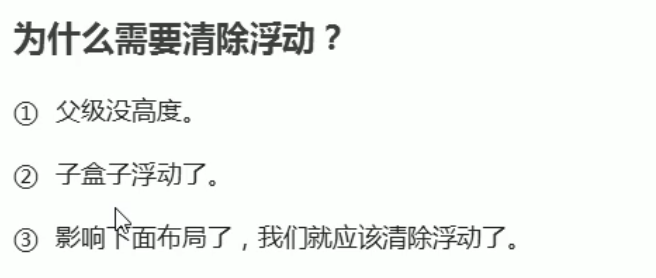 为什么需要清除浮动？
① 父级没高度。
② 子盒子浮动了。
③ 影响下面布局了，我们就应该清除浮动了。